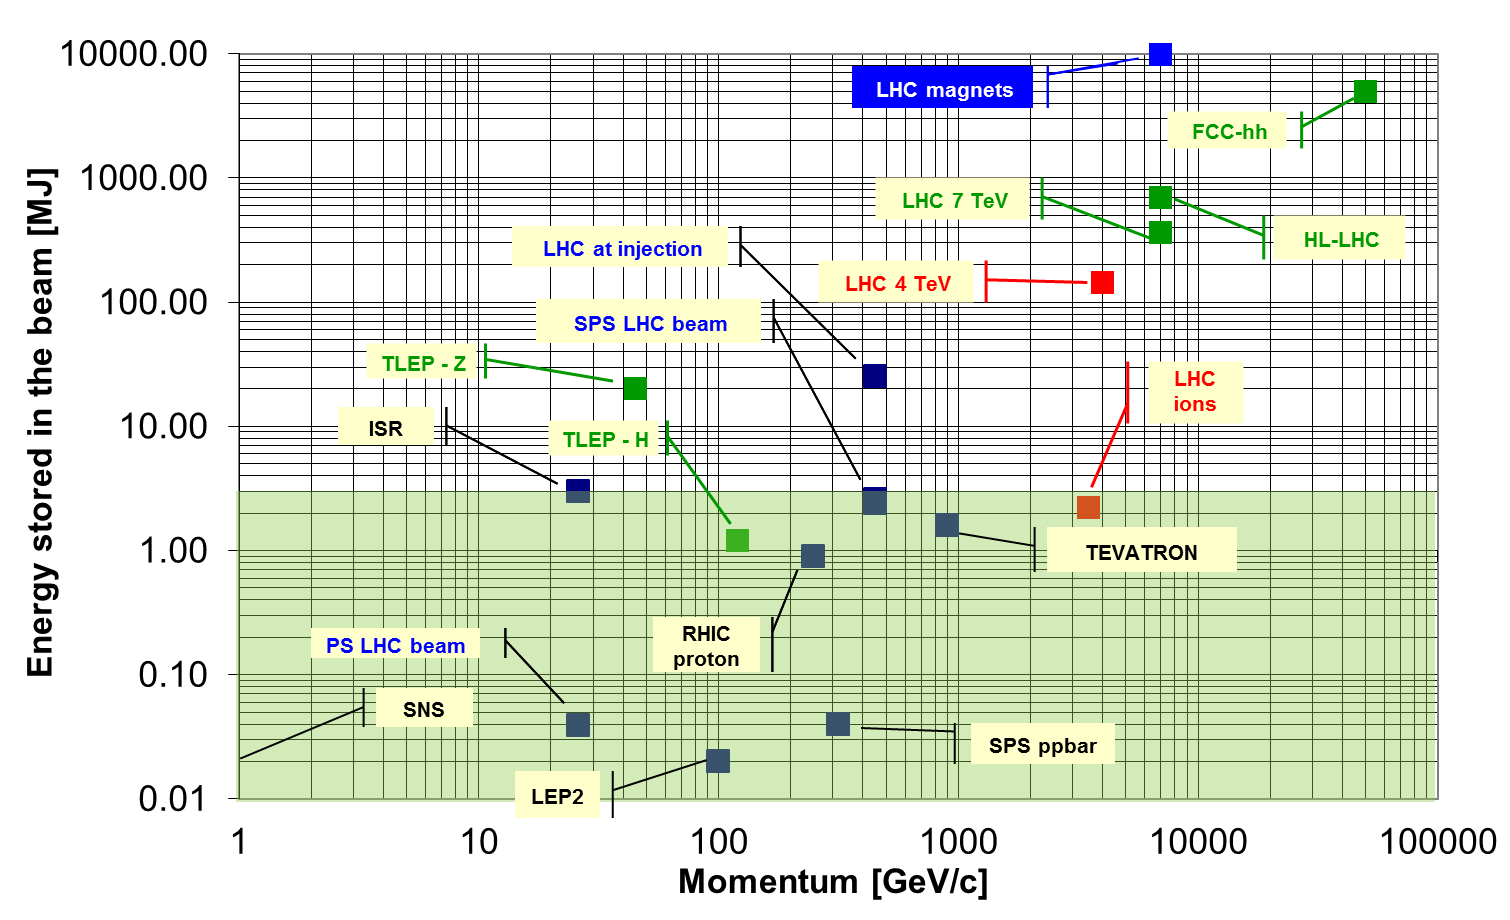 10000.00
LHC magnets
FCC-hh
1000.00
LHC 7 TeV
HL-LHC
LHC at injection
LHC 4 TeV
100.00
SPS LHC beam
TLEP - Z
LHC
ions
10.00
ISR
TLEP - H
1.00
TEVATRON
RHIC
proton
PS LHC beam
0.10
SNS
SPS ppbar
LEP2
0.01
Energy stored in the beam [MJ]
1 10 100 1000 10000 100000
Momentum [GeV/c]